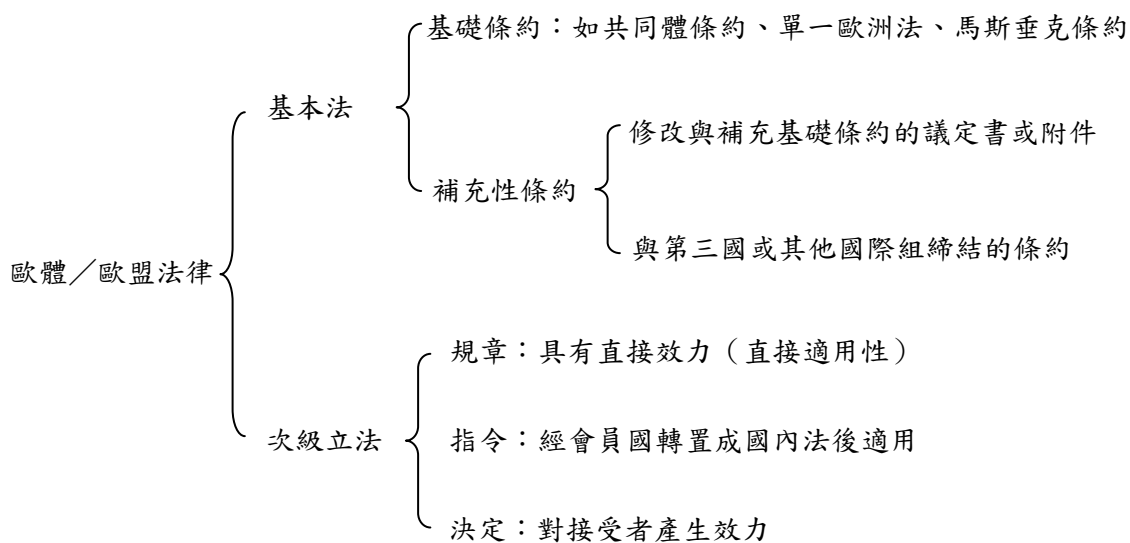 基礎條約：如共同體條約、單一歐洲法、馬斯垂克條約
基本法
修改與補充基礎條約的議定書或附件
補充性條約
與第三國或其他國際組締結的條約
歐體／歐盟法律
規章：具有直接效力（直接適用性）
次級立法
指令：經會員國轉置成國內法後適用
決定：對接受者產生效力